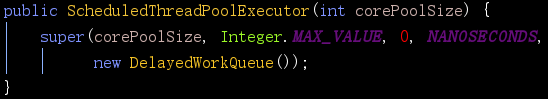 public ScheduledThreadPoolExecutor(int corePoolSize) {
super(corePoolSize, Integer.MAX_VALUE, 0, NANOSECONDS,
new DelayedWorkQueue());
}